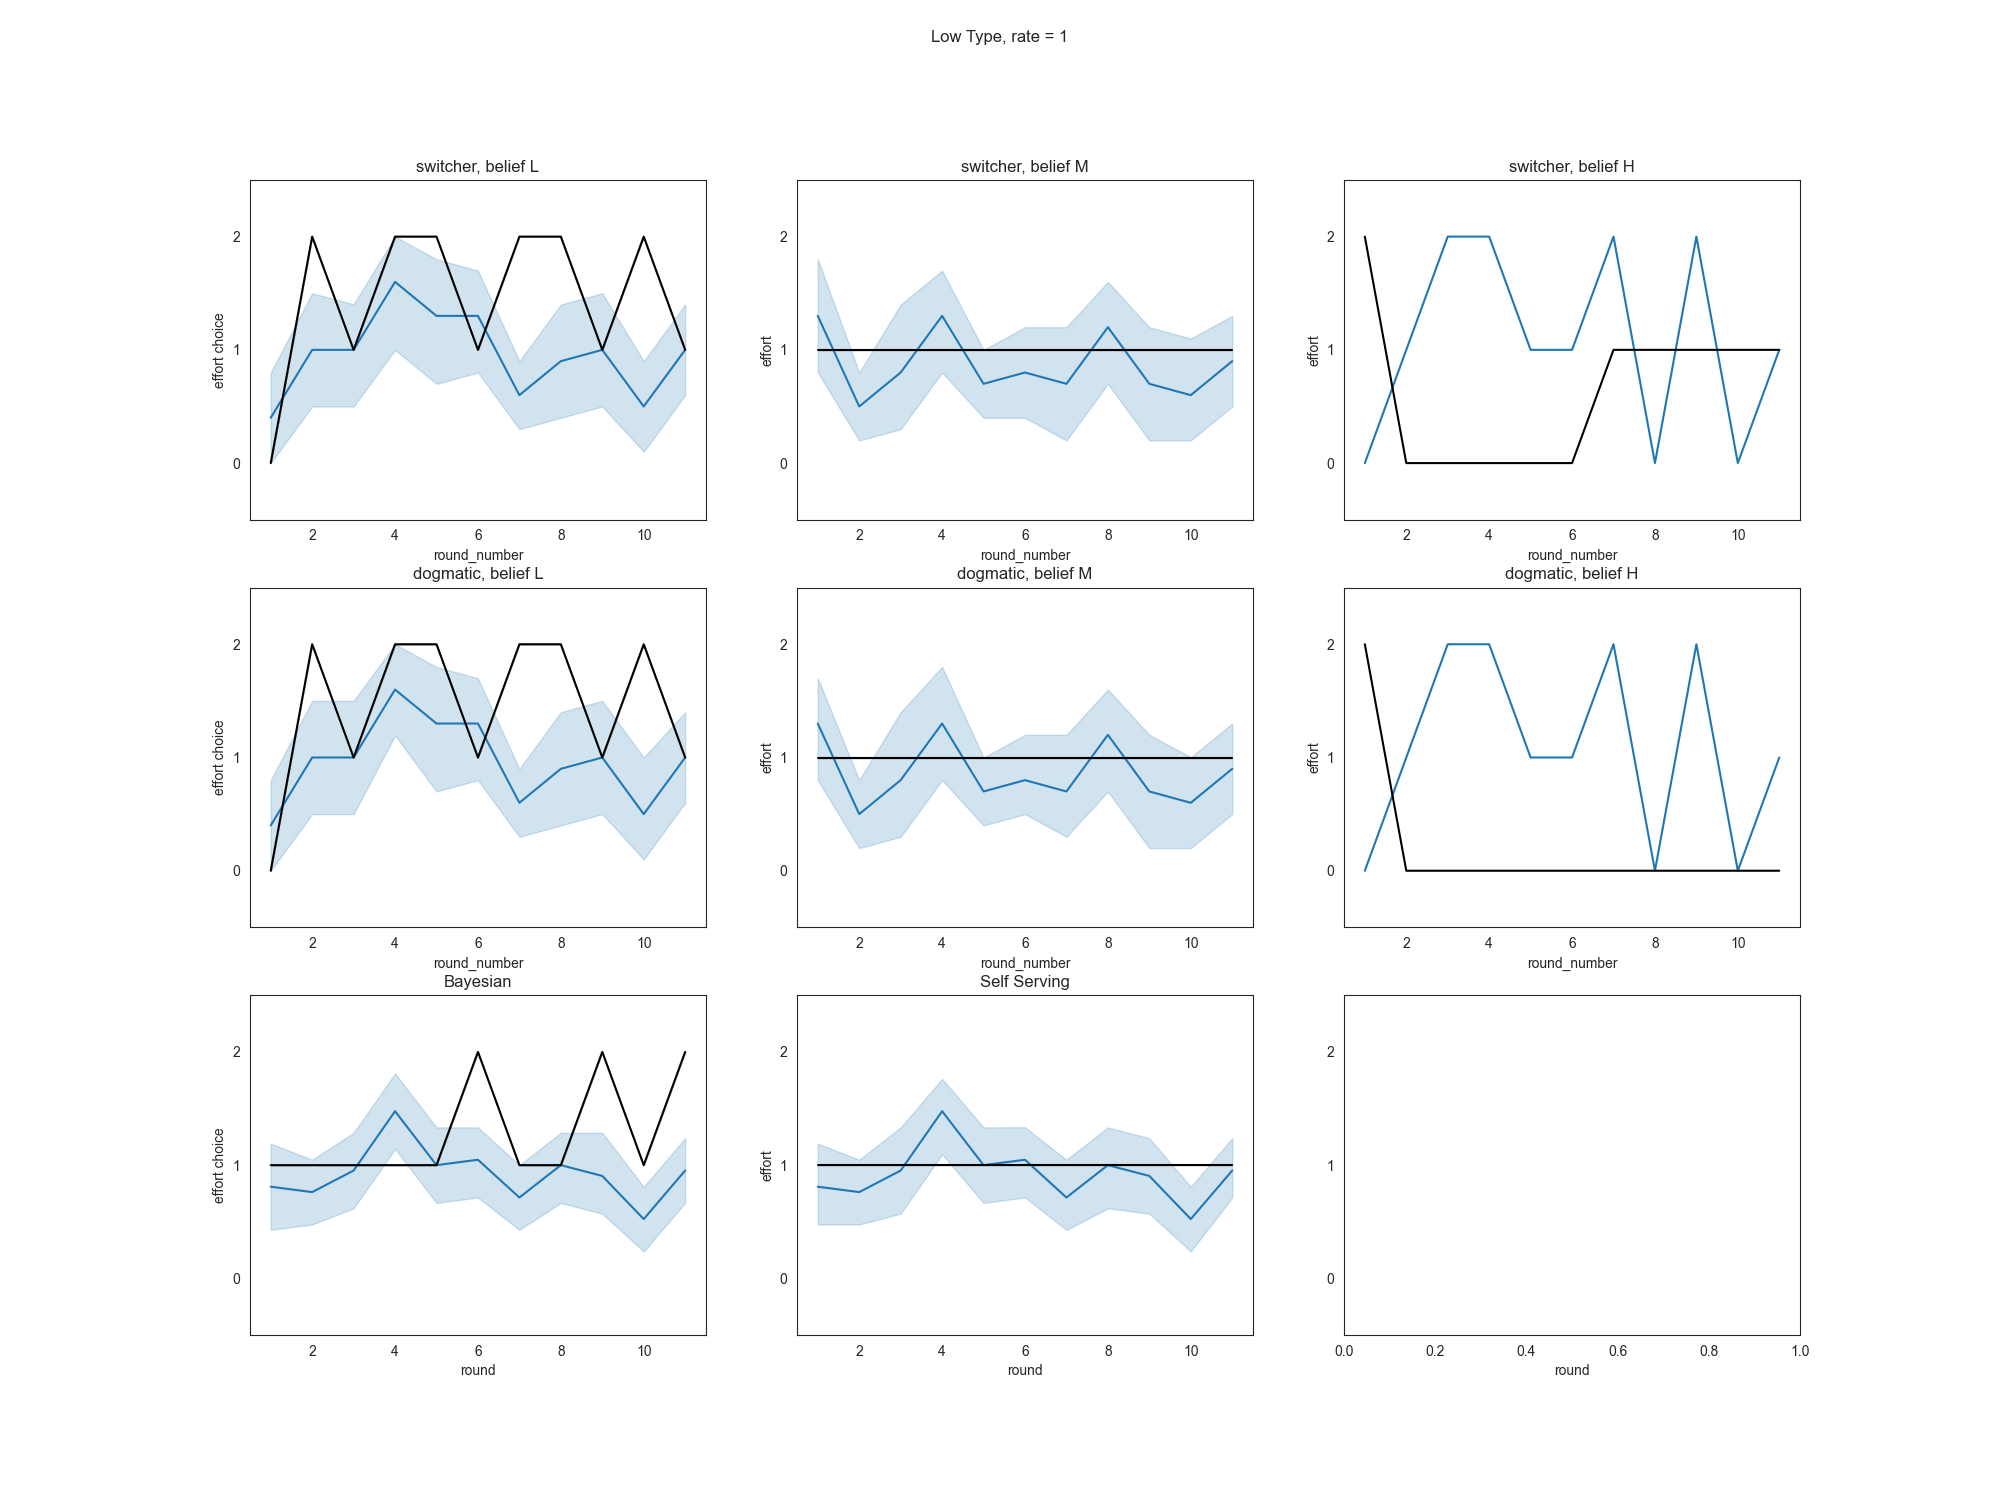 Low Type, rate = 1
switcher, belief L
switcher, belief M
switcher, belief H
effort choice
effort
effort
2
1
0
2
1
0
2
1
0
2 4 6 8 10
2 4 6 8 10
2 4 6 8 10
round_number
round_number
round_number
dogmatic, belief L
dogmatic, belief M
dogmatic, belief H
effort choice
effort
effort
2
1
0
2
1
0
2
1
0
2 4 6 8 10
2 4 6 8 10
2 4 6 8 10
round_number
round_number
round_number
Bayesian
Self Serving
effort choice
effort
2
1
0
2
1
0
2
1
0
2 4 6 8 10
2 4 6 8 10
0.0 0.2 0.4 0.6 0.8 1.0
round
round
round